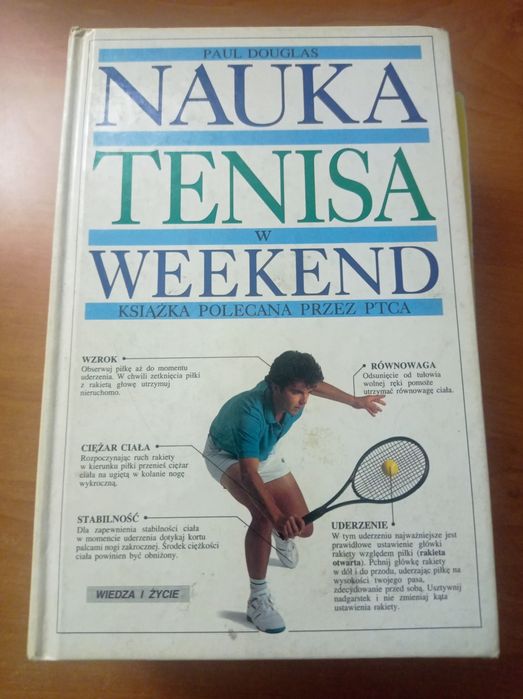 PAUL DOUGLAS
NAUKA
TENISA
W
WEEKEND
KSIĄŻKA POLECANA PRZEZ PTCA
WZROK
Obserwuj piłkę aż do momentu
uderzenia. W chwili zetknięcia piłki
z rakietą głowę utrzymuj
nieruchomo.
RÓWNOWAGA
Odsunięcie od tułowia
wolnej ręki pomoże
utrzymać równowagę ciała.
CIĘŻAR CIAŁA
Rozpoczynając ruch rakiety
w kierunku piłki przenieś ciężar
ciała na ugiętą w kolanie nogę
wykroczną.
STABILNOŚĆ
Dla zapewnienia stabilności ciała
w momencie uderzenia dotykaj kortu
palcami nogi zakrocznej. Środek ciężkości
ciała powinien być obniżony.
UDERZENIE
W tym uderzeniu najważniejsze jest
prawidłowe ustawienie główki
rakiety względem piłki (rakieta
otwarta). Pchnij główkę rakiety
w dół i do przodu, uderzając piłkę na
wysokości twojego pasa,
zdecydowanie przed sobą. Usztywnij
nadgarstek i nie zmieniaj kąta
ustawienia rakiety.
WIEDZA I ŻYCIE